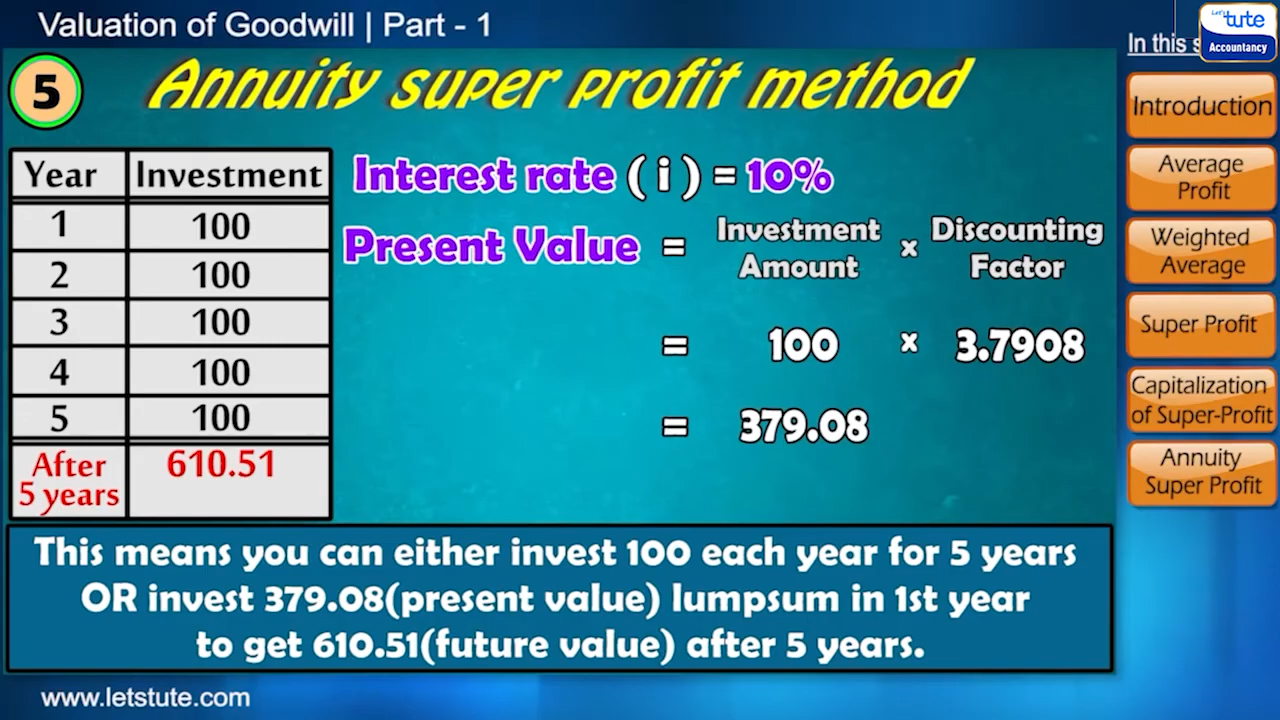 Valuation of Goodwill | Part - 1
Let's
tute
Accountancy
In this s
5
Annuity super profit method
Year Investment
1 100
2 100
3 100
4 100
5 100
After
5 years 610.51
Interest rate ( i ) = 10%
Present Value = Investment Amount × Discounting Factor
= 100 × 3.7908
= 379.08
This means you can either invest 100 each year for 5 years
OR invest 379.08(present value) lumpsum in 1st year
to get 610.51(future value) after 5 years.
Introduction
Average
Profit
Weighted
Average
Super Profit
Capitalization
of Super-Profit
Annuity
Super Profit
www.letstute.com